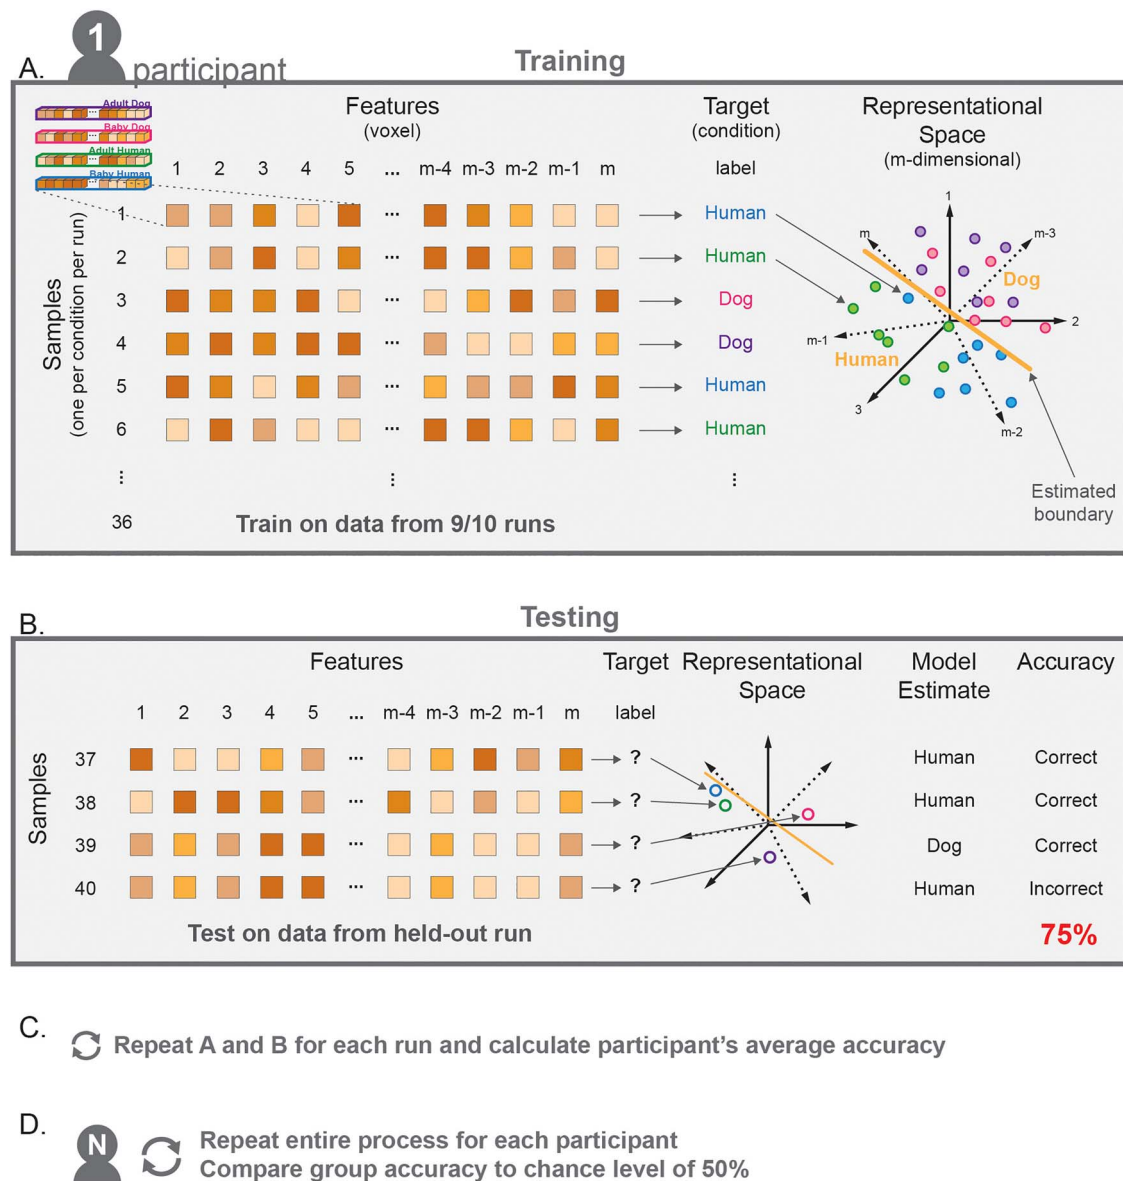 1
A.
participant
Training
Adult Dog
Baby Dog
Adult Human
Baby Human
Features
(voxel)
Target
(condition)
Representational
Space
(m-dimensional)
1 2 3 4 5 ... m-4 m-3 m-2 m-1 m
label
Samples
(one per condition per run)
1 ... Human
2 ... Human
3 ... Dog
4 ... Dog
5 ... Human
6 ... Human
...
...
...
36
Train on data from 9/10 runs
1
m
m-3
Dog
2
m-1
Human
3
m-2
Estimated
boundary
B.
Testing
Features
Target
Representational
Space
Model
Estimate
Accuracy
1 2 3 4 5 ... m-4 m-3 m-2 m-1 m
label
Samples
37 ... ? Human Correct
38 ... ? Human Correct
39 ... ? Dog Correct
40 ... ? Human Incorrect
Test on data from held-out run
75%
C.
Repeat A and B for each run and calculate participant's average accuracy
D.
N
Repeat entire process for each participant
Compare group accuracy to chance level of 50%